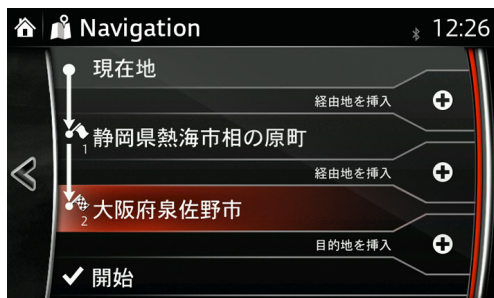 Navigation 12:26
現在地
経由地を挿入
1 静岡県熱海市相の原町
経由地を挿入
2 大阪府泉佐野市
目的地を挿入
開始